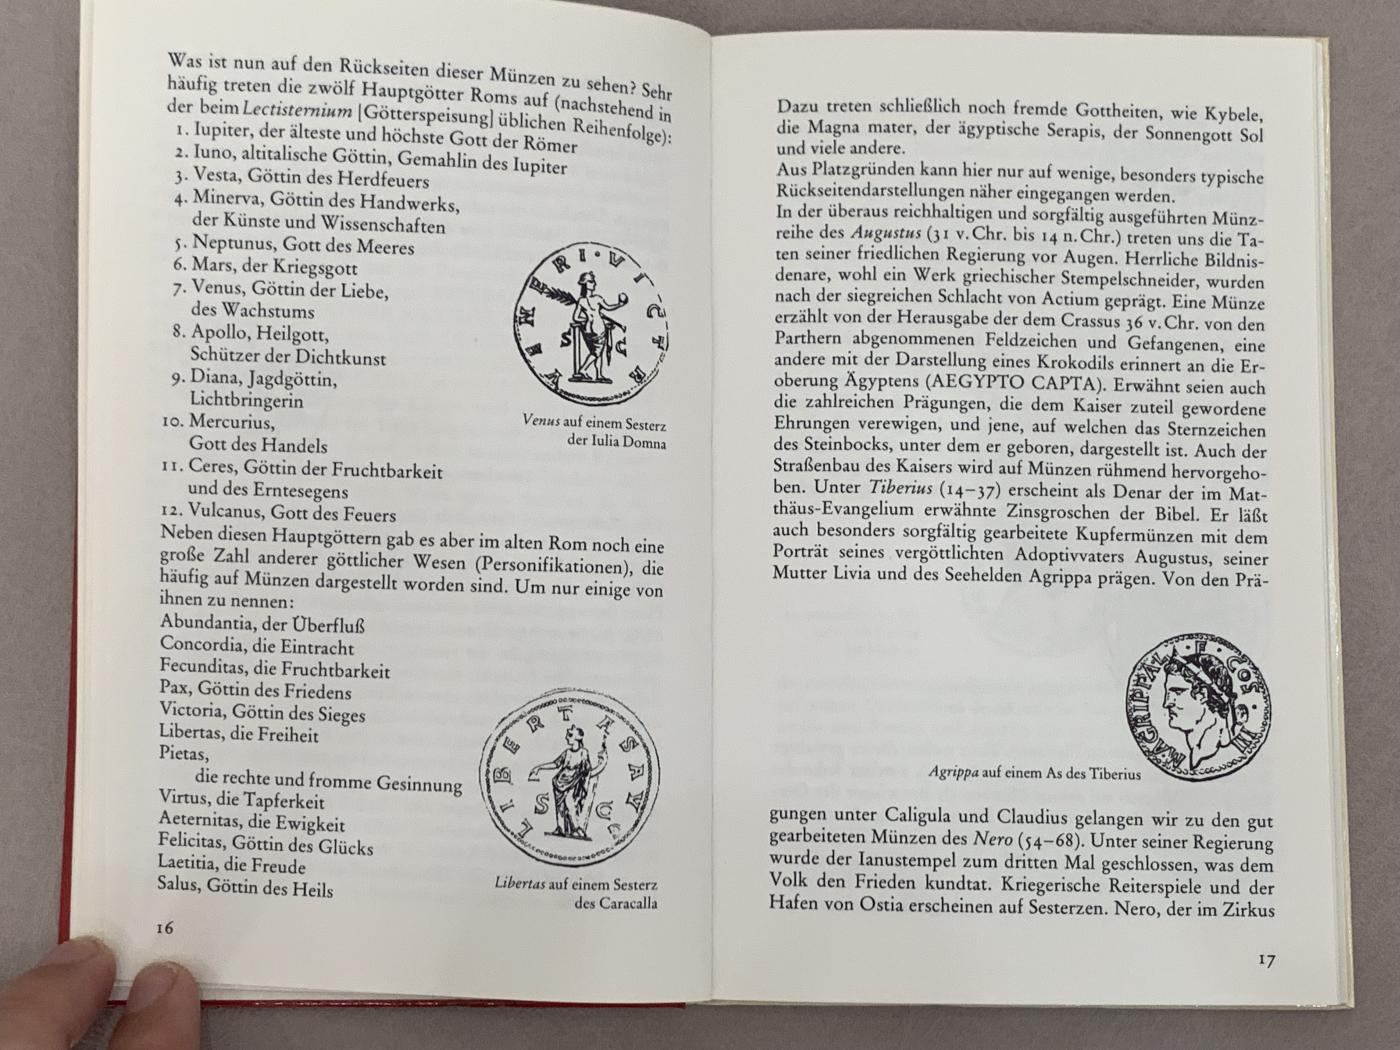 Was ist nun auf den Rückseiten dieser Münzen zu sehen? Sehr
häufig treten die zwölf Hauptgötter Roms auf (nachstehend in
der beim Lectisternium [Götterspeisung] üblichen Reihenfolge):
1. Iupiter, der älteste und höchste Gott der Römer
2. Iuno, altitalische Göttin, Gemahlin des Iupiter
3. Vesta, Göttin des Herdfeuers
4. Minerva, Göttin des Handwerks,
der Künste und Wissenschaften
5. Neptunus, Gott des Meeres
6. Mars, der Kriegsgott
7. Venus, Göttin der Liebe,
des Wachstums
8. Apollo, Heilgott,
Schützer der Dichtkunst
9. Diana, Jagdgöttin,
Lichtbringerin
10. Mercurius,
Gott des Handels
11. Ceres, Göttin der Fruchtbarkeit
und des Erntesegens
12. Vulcanus, Gott des Feuers
VENERI·VICTR
S C
Venus auf einem Sesterz
der Iulia Domna
Neben diesen Hauptgöttern gab es aber im alten Rom noch eine
große Zahl anderer göttlicher Wesen (Personifikationen), die
häufig auf Münzen dargestellt worden sind. Um nur einige von
ihnen zu nennen:
Abundantia, der Überfluß
Concordia, die Eintracht
Fecunditas, die Fruchtbarkeit
Pax, Göttin des Friedens
Victoria, Göttin des Sieges
Libertas, die Freiheit
Pietas,
die rechte und fromme Gesinnung
Virtus, die Tapferkeit
Aeternitas, die Ewigkeit
Felicitas, Göttin des Glücks
Laetitia, die Freude
Salus, Göttin des Heils
LIBERTAS AVG
S C
Libertas auf einem Sesterz
des Caracalla
16
Dazu treten schließlich noch fremde Gottheiten, wie Kybele,
die Magna mater, der ägyptische Serapis, der Sonnengott Sol
und viele andere.
Aus Platzgründen kann hier nur auf wenige, besonders typische
Rückseitendarstellungen näher eingegangen werden.
In der überaus reichhaltigen und sorgfältig ausgeführten Münz-
reihe des Augustus (31 v. Chr. bis 14 n. Chr.) treten uns die Ta-
ten seiner friedlichen Regierung vor Augen. Herrliche Bildnis-
denare, wohl ein Werk griechischer Stempelschneider, wurden
nach der siegreichen Schlacht von Actium geprägt. Eine Münze
erzählt von der Herausgabe der dem Crassus 36 v. Chr. von den
Parthern abgenommenen Feldzeichen und Gefangenen, eine
andere mit der Darstellung eines Krokodils erinnert an die Er-
oberung Ägyptens (AEGYPTO CAPTA). Erwähnt seien auch
die zahlreichen Prägungen, die dem Kaiser zuteil gewordene
Ehrungen verewigen, und jene, auf welchen das Sternzeichen
des Steinbocks, unter dem er geboren, dargestellt ist. Auch der
Straßenbau des Kaisers wird auf Münzen rühmend hervorgeho-
ben. Unter Tiberius (14–37) erscheint als Denar der im Mat-
thäus-Evangelium erwähnte Zinsgroschen der Bibel. Er läßt
auch besonders sorgfältig gearbeitete Kupfermünzen mit dem
Porträt seines vergöttlichten Adoptivvaters Augustus, seiner
Mutter Livia und des Seehelden Agrippa prägen. Von den Prä-
M·AGRIPPA·L·F·COS·III
Agrippa auf einem As des Tiberius
gungen unter Caligula und Claudius gelangen wir zu den gut
gearbeiteten Münzen des Nero (54–68). Unter seiner Regierung
wurde der Ianustempel zum dritten Mal geschlossen, was dem
Volk den Frieden kundtat. Kriegerische Reiterspiele und der
Hafen von Ostia erscheinen auf Sesterzen. Nero, der im Zirkus
17